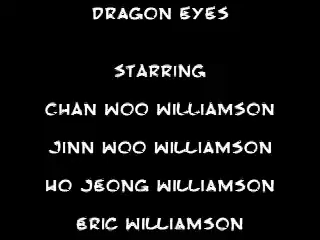 DRAGON EYES
STARRING
CHAN WOO WILLIAMSON
JINN WOO WILLIAMSON
HO JEONG WILLIAMSON
ERIC WILLIAMSON